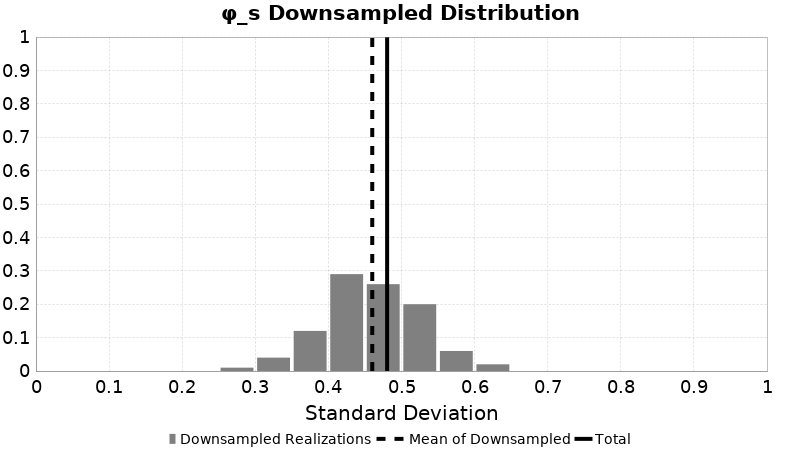 φ_s Downsampled Distribution
1
0.9
0.8
0.7
0.6
0.5
0.4
0.3
0.2
0.1
0
0 0.1 0.2 0.3 0.4 0.5 0.6 0.7 0.8 0.9 1
Standard Deviation
Downsampled Realizations Mean of Downsampled Total